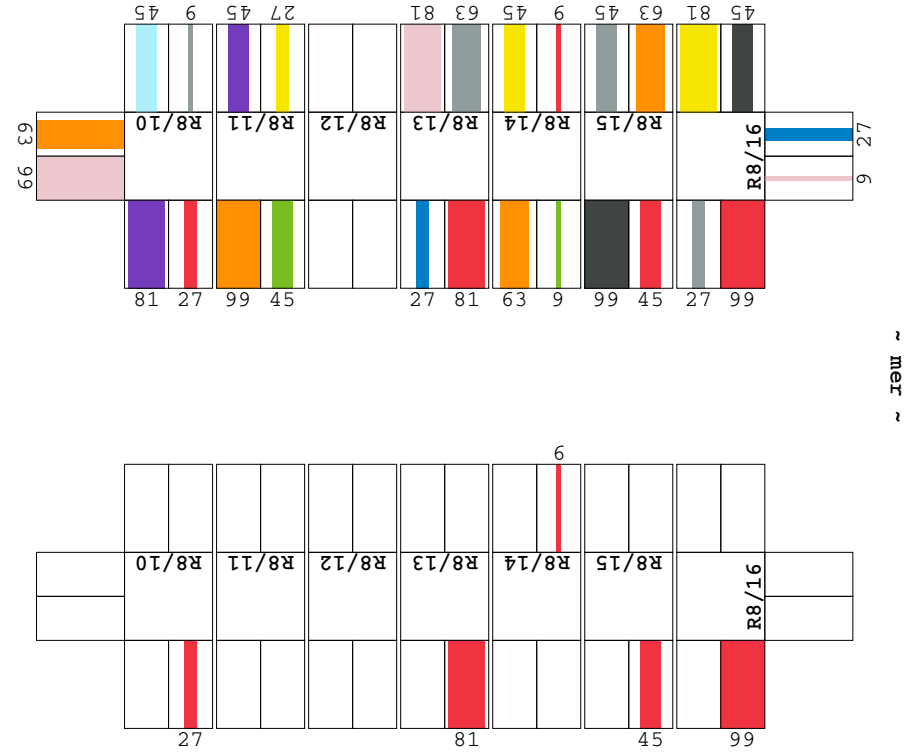 45 9 45 27 81 63 45 9 45 63 81 45
63
99
R8/10 R8/11 R8/12 R8/13 R8/14 R8/15 R8/16
27
9
81 27 99 45 27 81 63 9 99 45 27 99
~ mer ~
9
R8/10 R8/11 R8/12 R8/13 R8/14 R8/15 R8/16
27 81 45 99